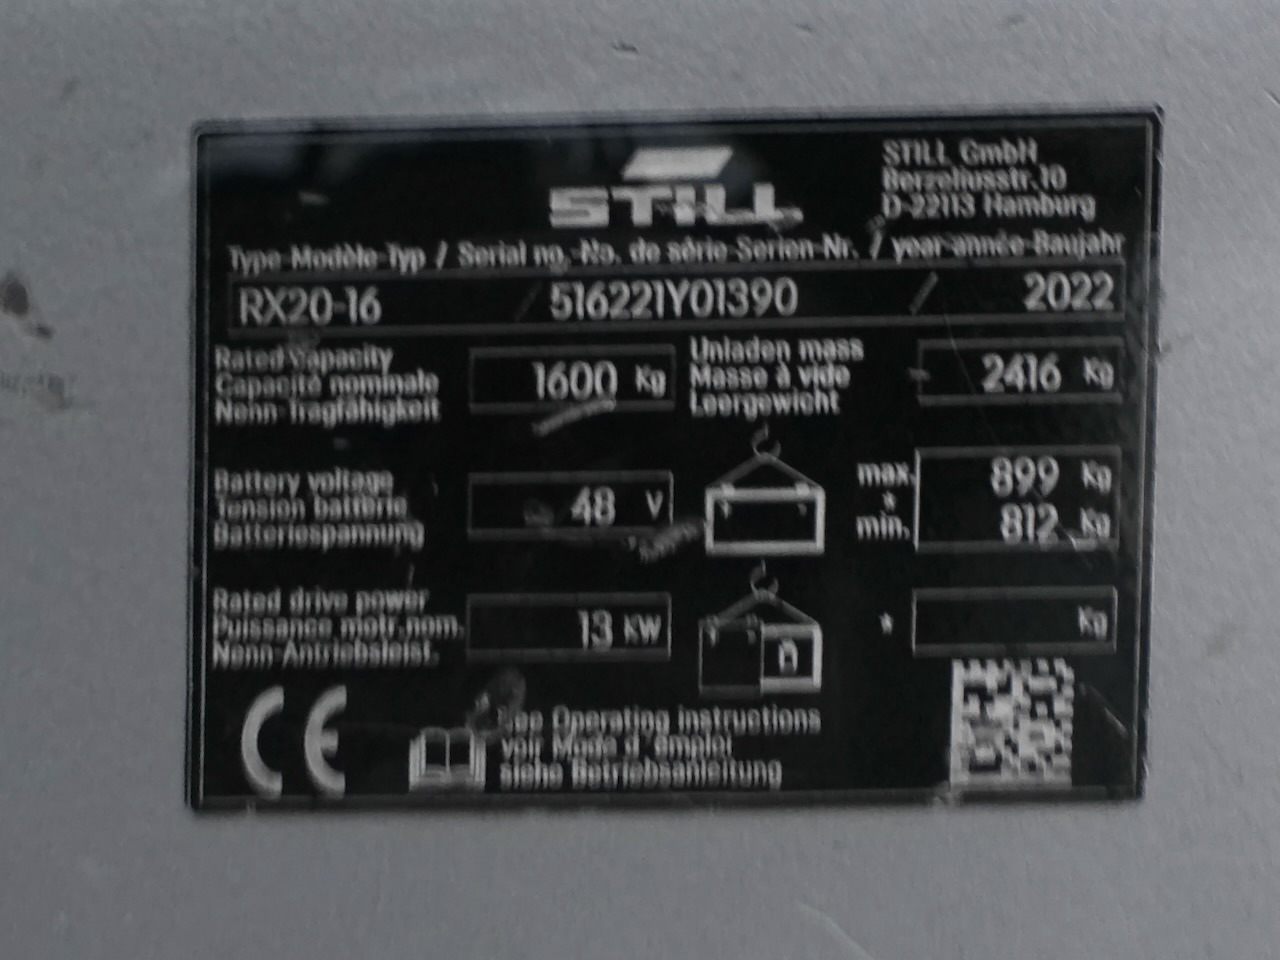 STILL
STILL GmbH
Berzeliusstr.10
D-22113 Hamburg
Type-Modèle-Typ / Serial no.-No. de série-Serien-Nr. / year-année-Baujahr
RX20-16 / 516221Y01390 / 2022
Rated Capacity
Capacité nominale
Nenn-Tragfähigkeit
1600 Kg
Unladen mass
Masse à vide
Leergewicht
2416 Kg
Battery voltage
Tension batterie
Batteriespannung
48 V
max. 899 Kg
*
min. 812 Kg
Rated drive power
Puissance motr.nom.
Nenn-Antriebsleist.
13 KW
* Kg
CE
See Operating instructions
voir Mode d'emploi
siehe Betriebsanleitung